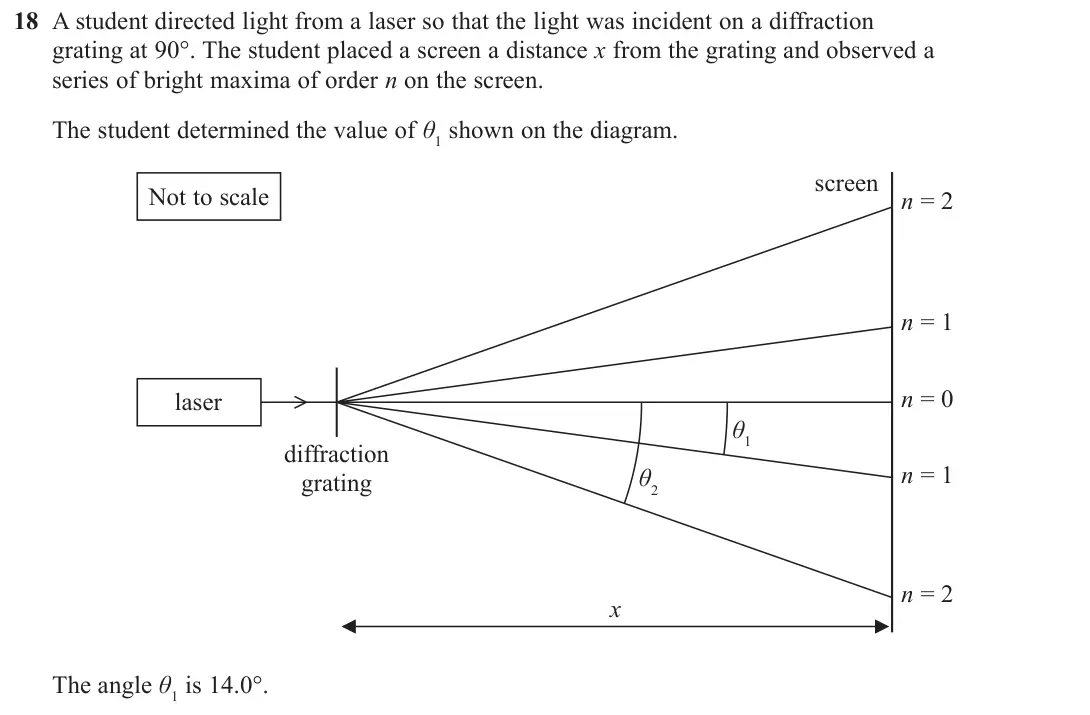 18 A student directed light from a laser so that the light was incident on a diffraction
grating at 90°. The student placed a screen a distance x from the grating and observed a
series of bright maxima of order n on the screen.
The student determined the value of θ₁ shown on the diagram.
Not to scale
screen
n = 2
n = 1
laser
n = 0
θ₁
diffraction
grating
θ₂
n = 1
n = 2
x
The angle θ₁ is 14.0°.